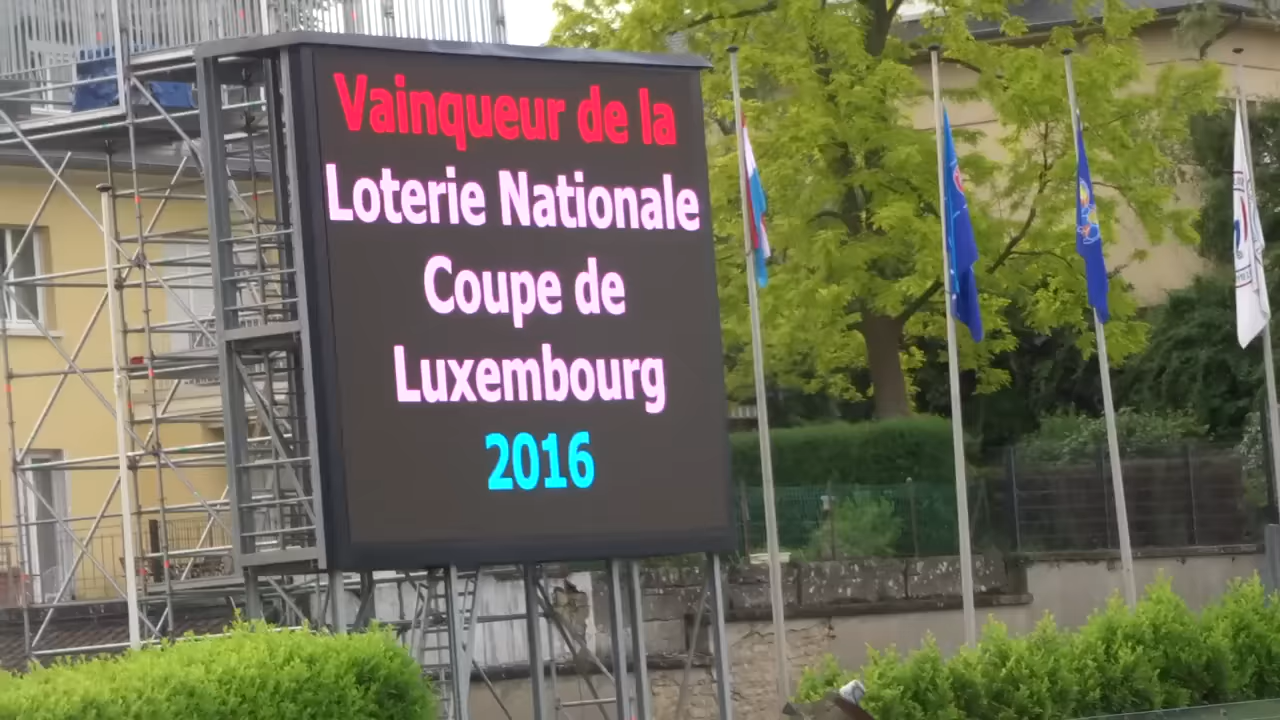 Vainqueur de la
Loterie Nationale
Coupe de
Luxembourg
2016